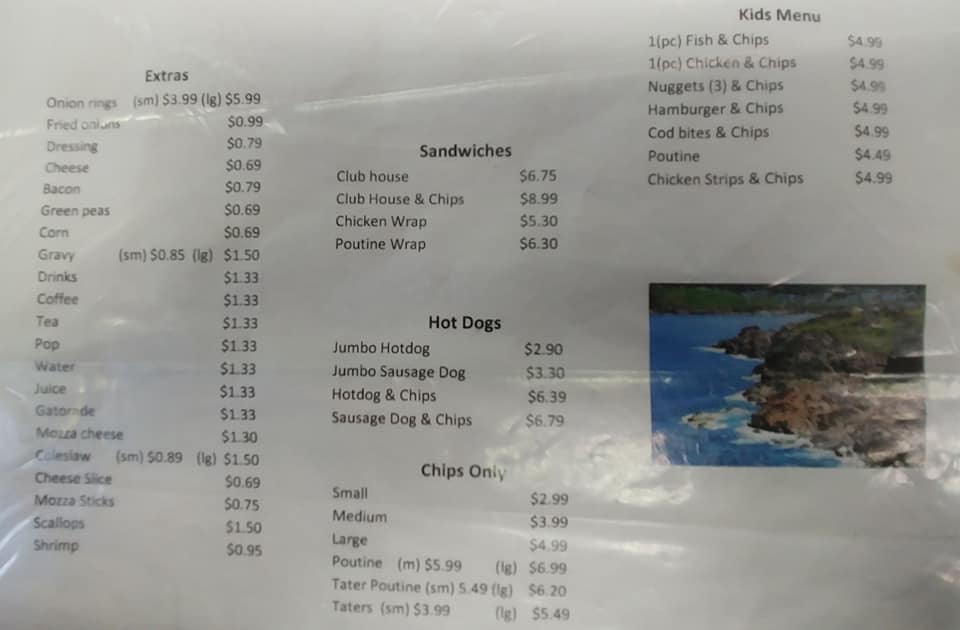 Extras
Onion rings (sm) $3.99 (lg) $5.99
Fried onions $0.99
Dressing $0.79
Cheese $0.69
Bacon $0.79
Green peas $0.69
Corn $0.69
Gravy (sm) $0.85 (lg) $1.50
Drinks $1.33
Coffee $1.33
Tea $1.33
Pop $1.33
Water $1.33
Juice $1.33
Gatorade $1.33
Mozza cheese $1.30
Coleslaw (sm) $0.89 (lg) $1.50
Cheese Slice $0.69
Mozza Sticks $0.75
Scallops $1.50
Shrimp $0.95
Sandwiches
Club house $6.75
Club House & Chips $8.99
Chicken Wrap $5.30
Poutine Wrap $6.30
Hot Dogs
Jumbo Hotdog $2.90
Jumbo Sausage Dog $3.30
Hotdog & Chips $6.39
Sausage Dog & Chips $6.79
Chips Only
Small $2.99
Medium $3.99
Large $4.99
Poutine (m) $5.99 (lg) $6.99
Tater Poutine (sm) 5.49 (lg) $6.20
Taters (sm) $3.99 (lg) $5.49
Kids Menu
1(pc) Fish & Chips $4.99
1(pc) Chicken & Chips $4.99
Nuggets (3) & Chips $4.99
Hamburger & Chips $4.99
Cod bites & Chips $4.99
Poutine $4.49
Chicken Strips & Chips $4.99